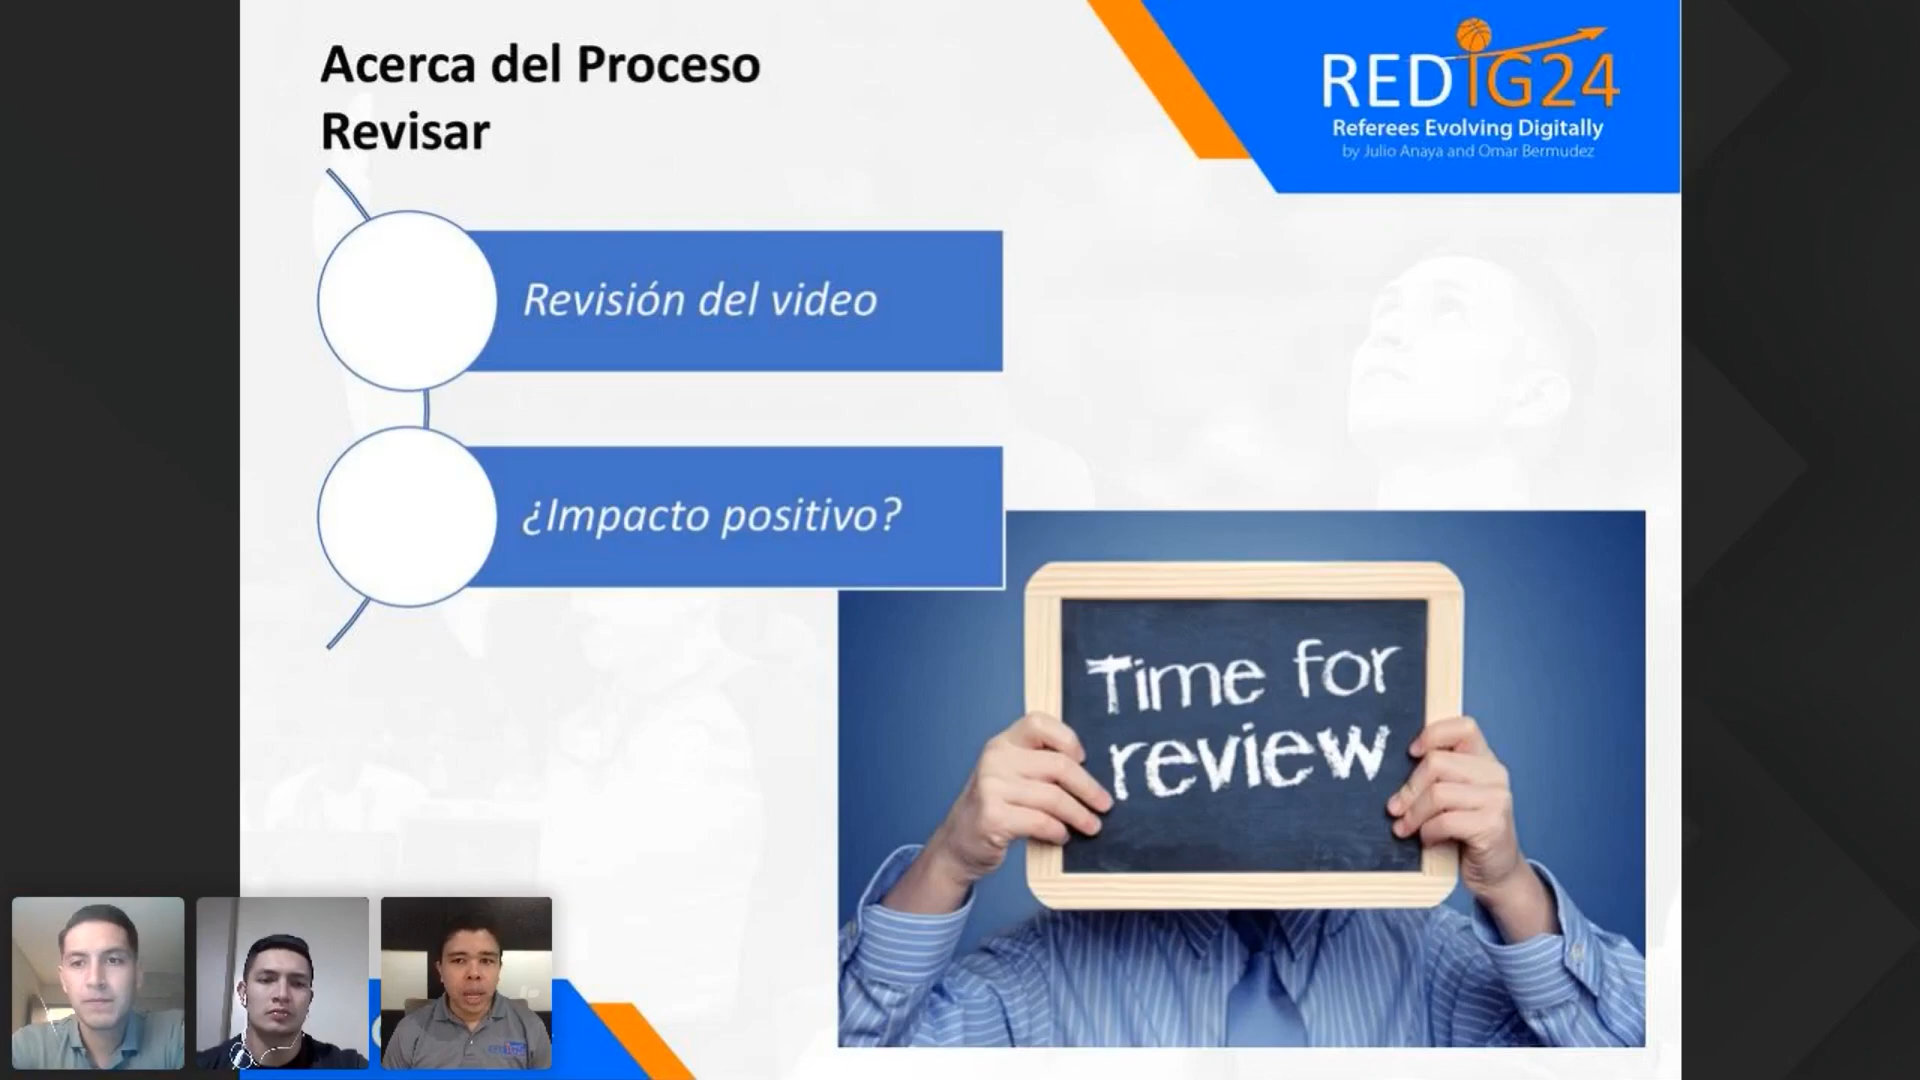 Acerca del Proceso
Revisar
REDIG24
Referees Evolving Digitally
by Julio Anaya and Omar Bermudez
Revisión del video
¿Impacto positivo?
Time for
review